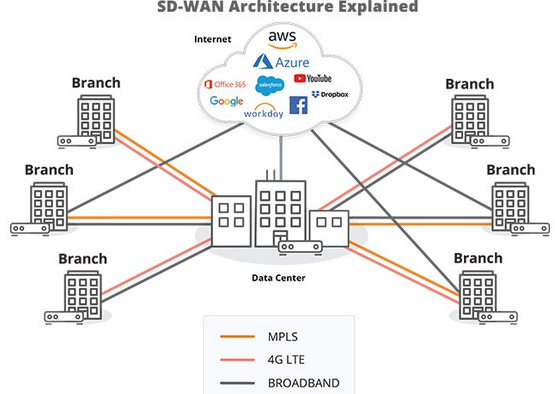 SD-WAN Architecture Explained
Internet
aws
Azure
Office 365
salesforce
YouTube
Dropbox
Google
workday
Branch
Branch
Branch
Branch
Branch
Branch
Data Center
MPLS
4G LTE
BROADBAND